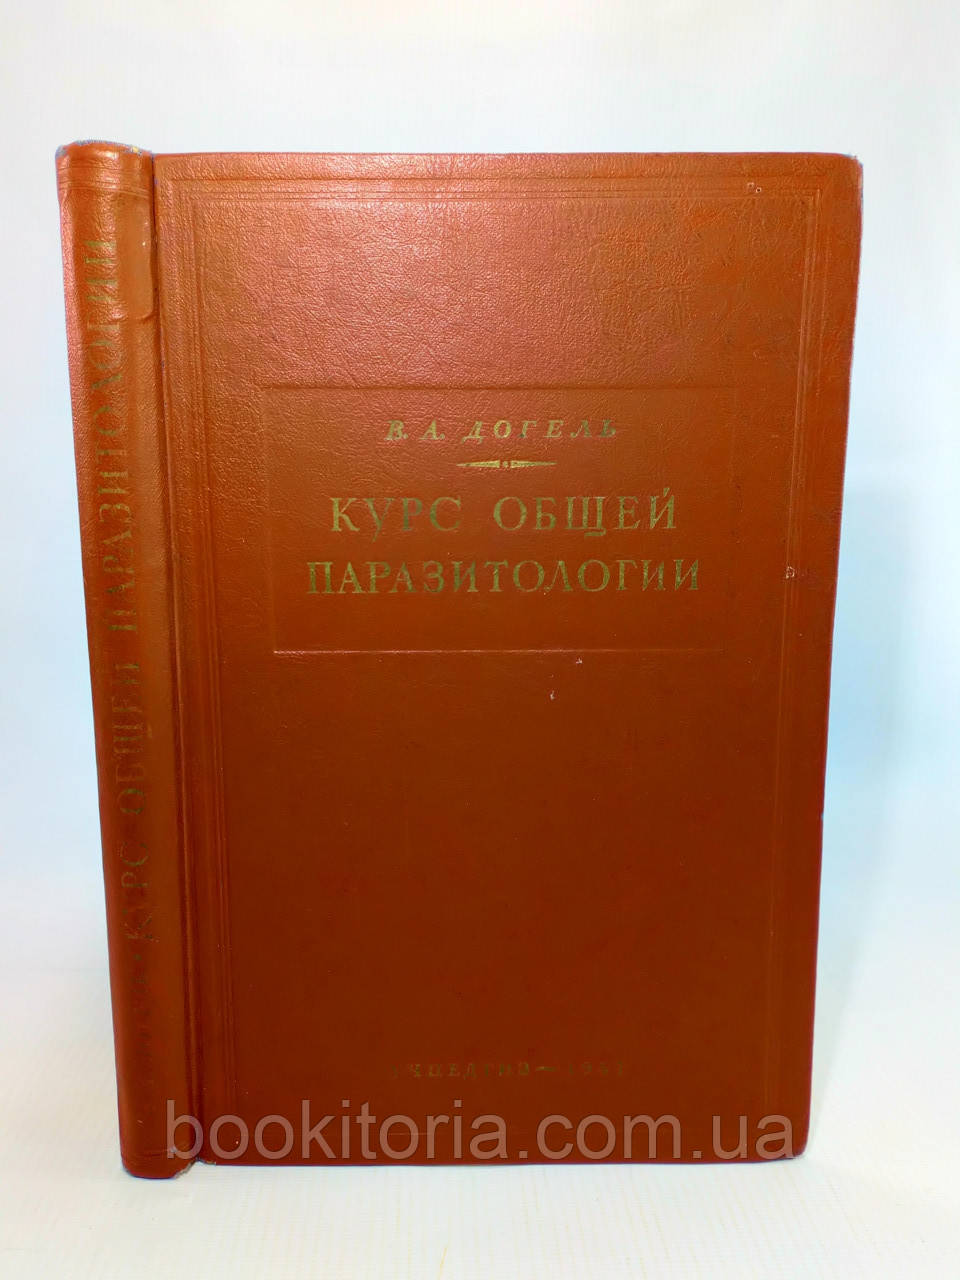 В. А. ДОГЕЛЬ
КУРС ОБЩЕЙ
ПАРАЗИТОЛОГИИ
КУРС ОБЩЕЙ ПАРАЗИТОЛОГИИ
bookitoria.com.ua